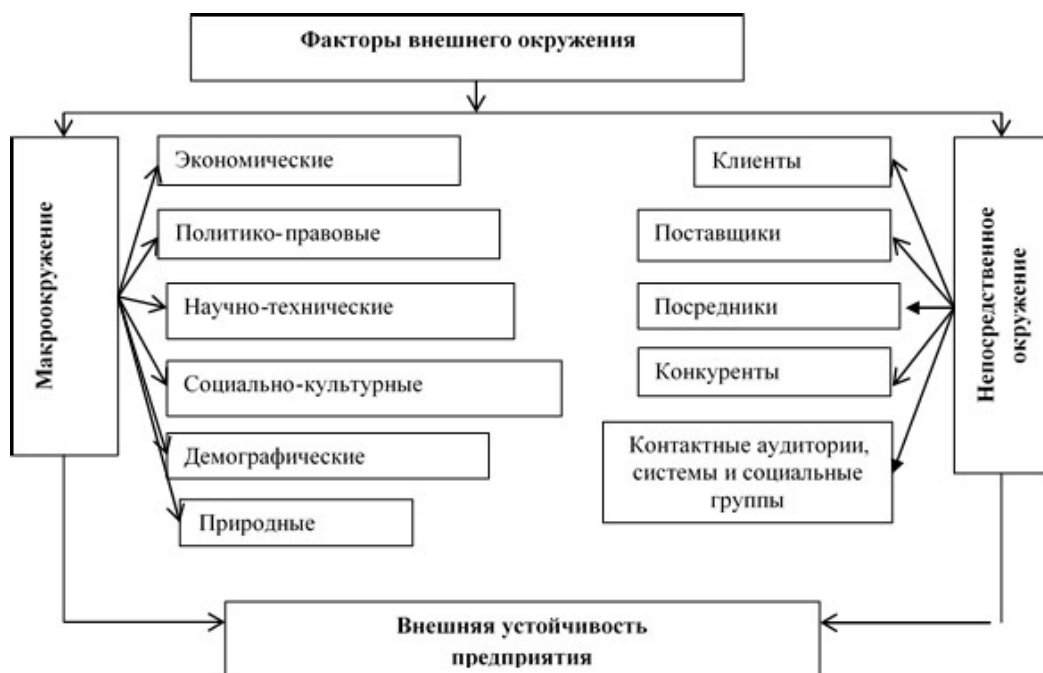 Факторы внешнего окружения
Макроокружение
Экономические
Политико-правовые
Научно-технические
Социально-культурные
Демографические
Природные
Клиенты
Поставщики
Посредники
Конкуренты
Контактные аудитории,
системы и социальные
группы
Непосредственное
окружение
Внешняя устойчивость
предприятия